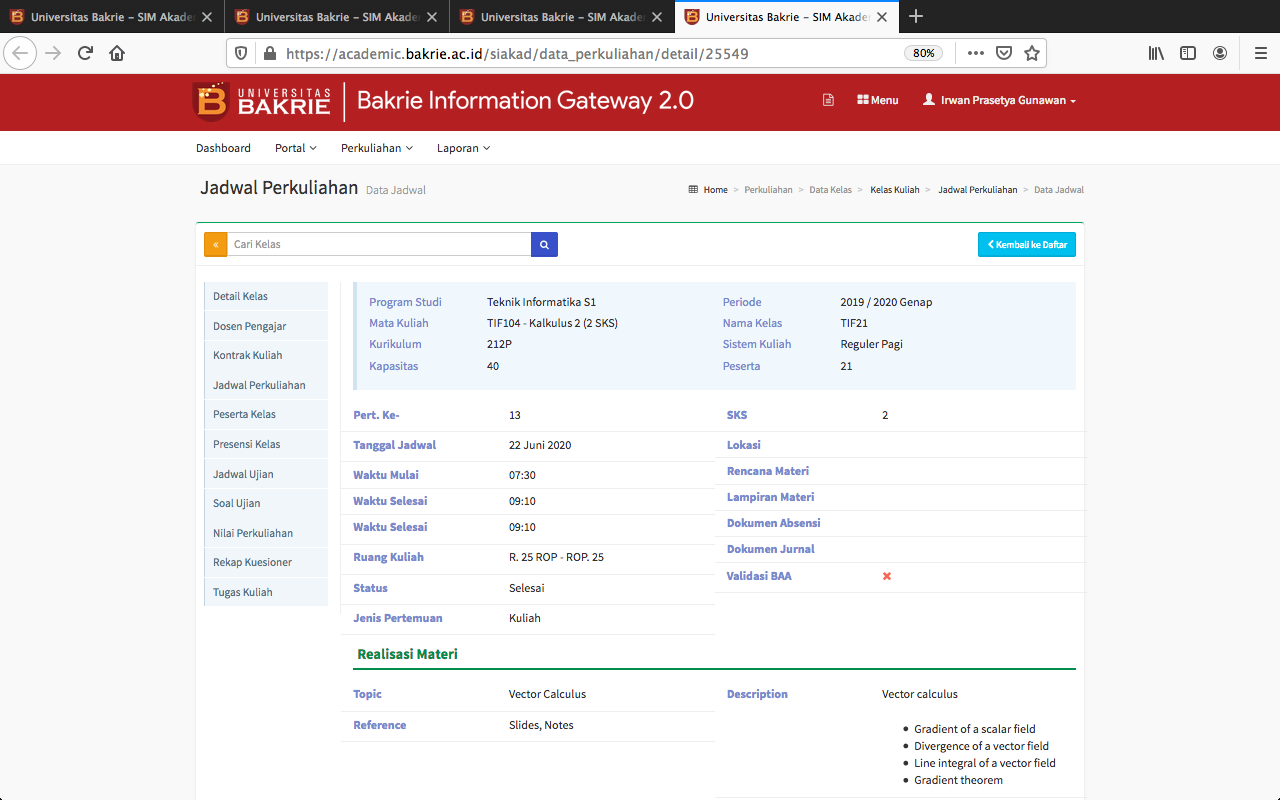 Universitas Bakrie – SIM Akade
Universitas Bakrie – SIM Akade
Universitas Bakrie – SIM Akade
Universitas Bakrie – SIM Akade
https://academic.bakrie.ac.id/siakad/data_perkuliahan/detail/25549
80%
UNIVERSITAS
BAKRIE
Bakrie Information Gateway 2.0
Menu
Irwan Prasetya Gunawan
Dashboard
Portal
Perkuliahan
Laporan
Jadwal Perkuliahan Data Jadwal
Home > Perkuliahan > Data Kelas > Kelas Kuliah > Jadwal Perkuliahan > Data Jadwal
« Cari Kelas
Kembali ke Daftar
Detail Kelas
Dosen Pengajar
Kontrak Kuliah
Jadwal Perkuliahan
Peserta Kelas
Presensi Kelas
Jadwal Ujian
Soal Ujian
Nilai Perkuliahan
Rekap Kuesioner
Tugas Kuliah
Program Studi Teknik Informatika S1
Mata Kuliah TIF104 - Kalkulus 2 (2 SKS)
Kurikulum 212P
Kapasitas 40
Periode 2019 / 2020 Genap
Nama Kelas TIF21
Sistem Kuliah Reguler Pagi
Peserta 21
Pert. Ke- 13
Tanggal Jadwal 22 Juni 2020
Waktu Mulai 07:30
Waktu Selesai 09:10
Waktu Selesai 09:10
Ruang Kuliah R. 25 ROP - ROP. 25
Status Selesai
Jenis Pertemuan Kuliah
SKS 2
Lokasi
Rencana Materi
Lampiran Materi
Dokumen Absensi
Dokumen Jurnal
Validasi BAA
Realisasi Materi
Topic Vector Calculus
Reference Slides, Notes
Description Vector calculus
• Gradient of a scalar field
• Divergence of a vector field
• Line integral of a vector field
• Gradient theorem